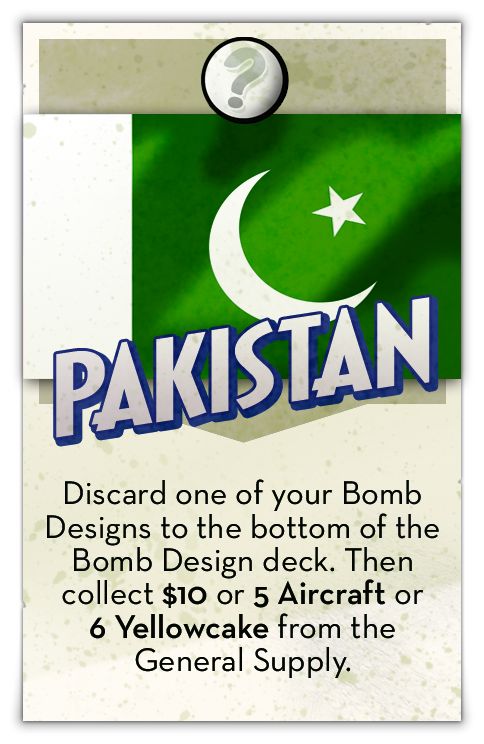 ?
PAKISTAN
Discard one of your Bomb
Designs to the bottom of the
Bomb Design deck. Then
collect $10 or 5 Aircraft or
6 Yellowcake from the
General Supply.